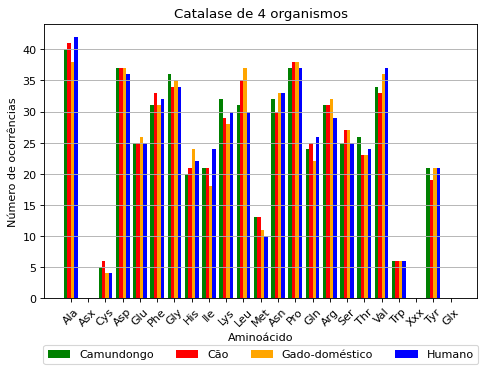 Catalase de 4 organismos
Número de ocorrências
40
35
30
25
20
15
10
5
0
Ala Asx Cys Asp Glu Phe Gly His Ile Lys Leu Met Asn Pro Gln Arg Ser Thr Val Trp Xxx Tyr Glx
Aminoácido
Camundongo Cão Gado-doméstico Humano